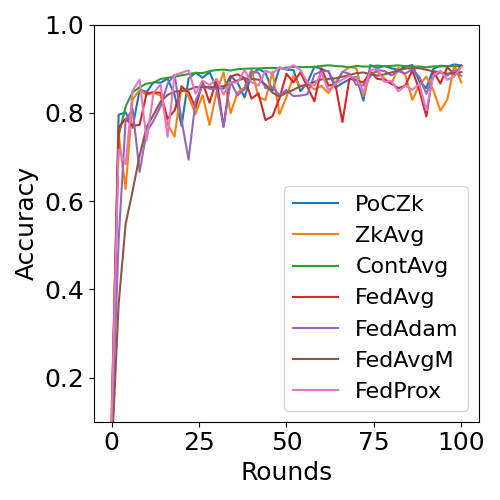 1.0
0.8
0.6
0.4
0.2
Accuracy
PoCZk
ZkAvg
ContAvg
FedAvg
FedAdam
FedAvgM
FedProx
0 25 50 75 100
Rounds